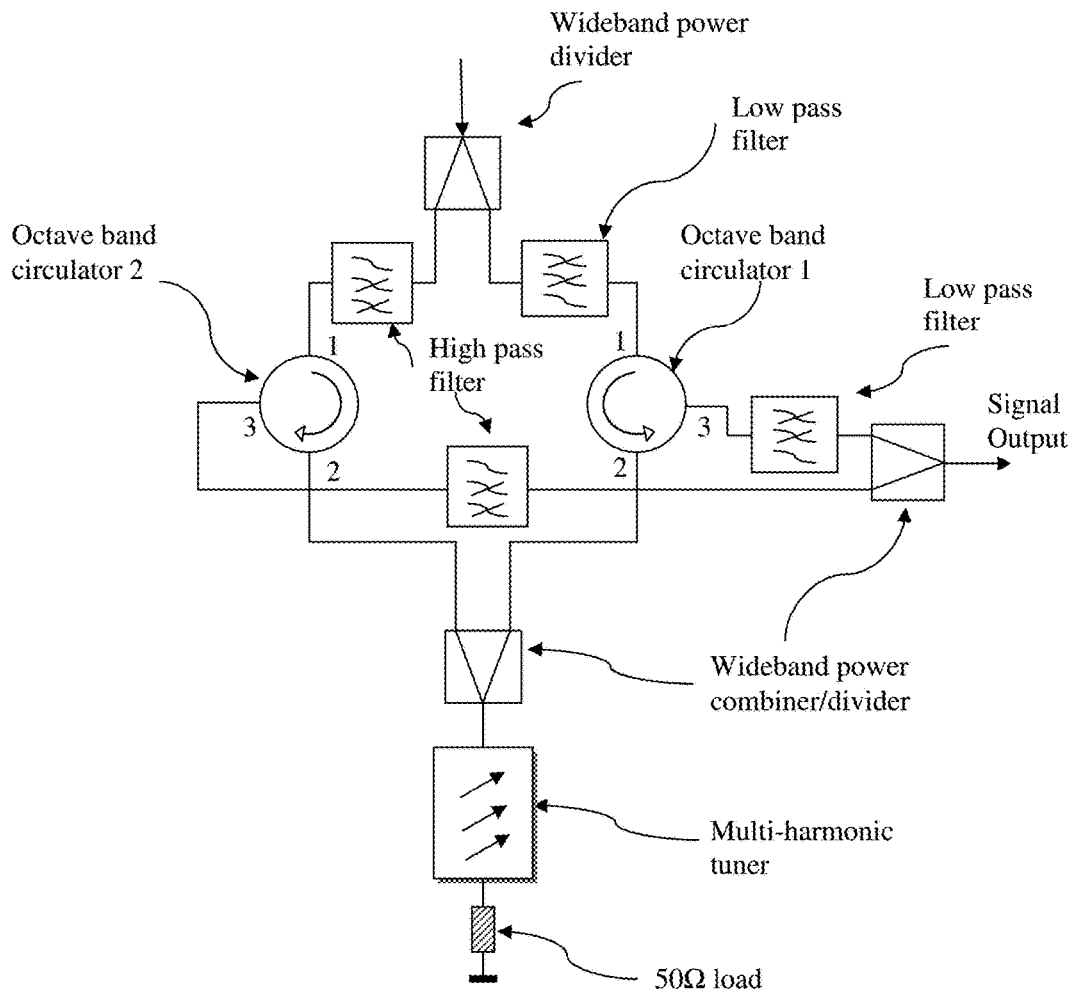 Wideband power
divider
Low pass
filter
Octave band
circulator 2
Octave band
circulator 1
Low pass
filter
1
High pass
filter
1
3
3
Signal
Output
2
2
Wideband power
combiner/divider
Multi-harmonic
tuner
50Ω load